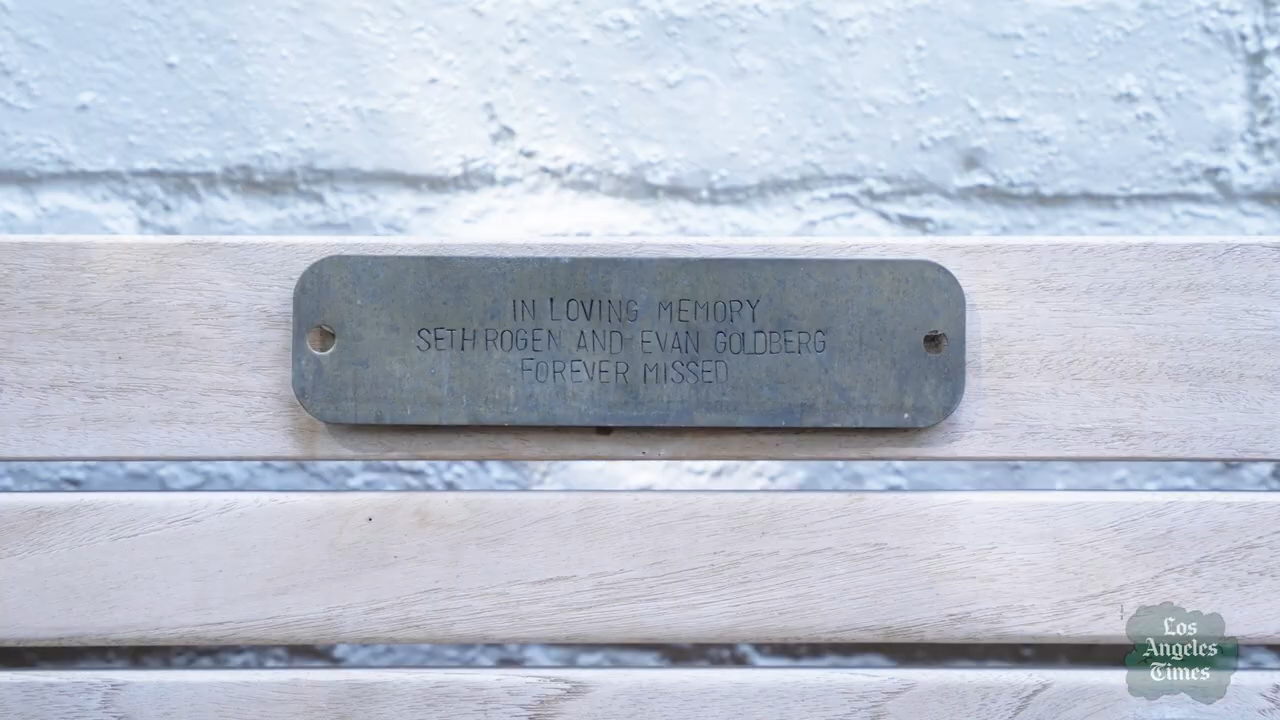 IN LOVING MEMORY
SETH ROGEN AND EVAN GOLDBERG
FOREVER MISSED
Los
Angeles
Times